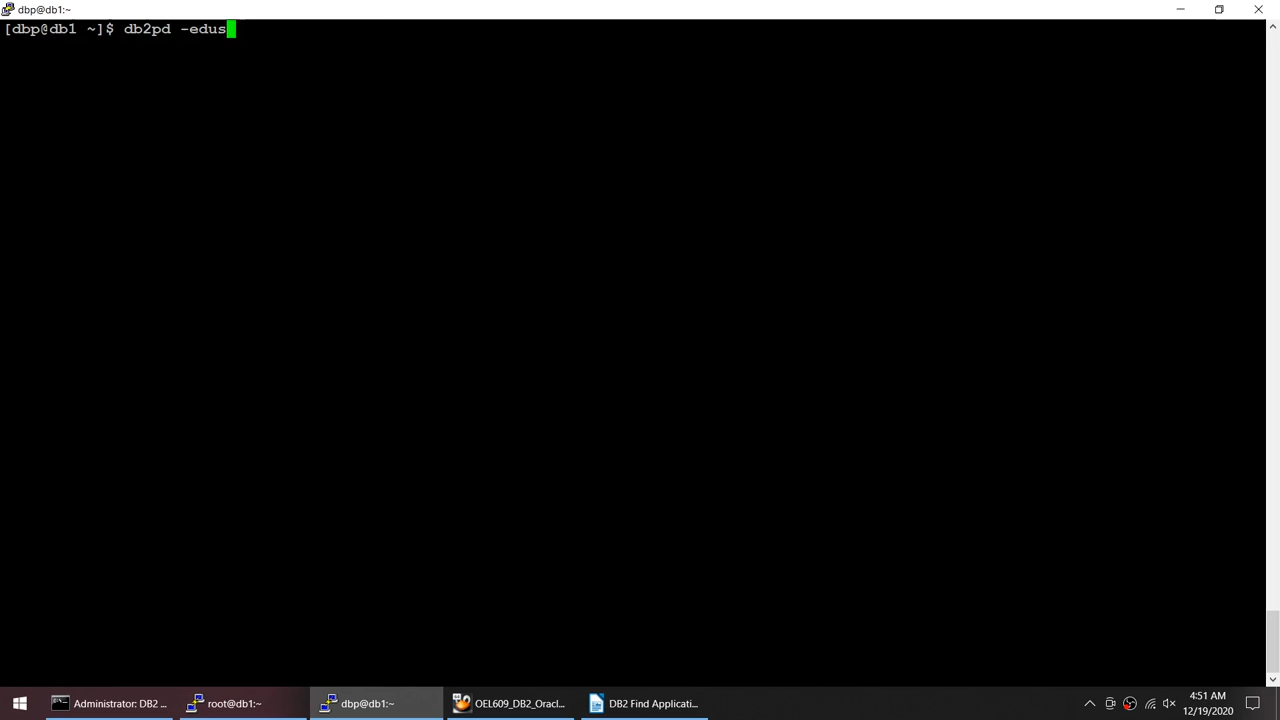 dbp@db1:~
[dbp@db1 ~]$ db2pd -edus
Administrator: DB2 ...
root@db1:~
dbp@db1:~
OEL609_DB2_Oracl...
DB2 Find Applicati...
4:51 AM
12/19/2020